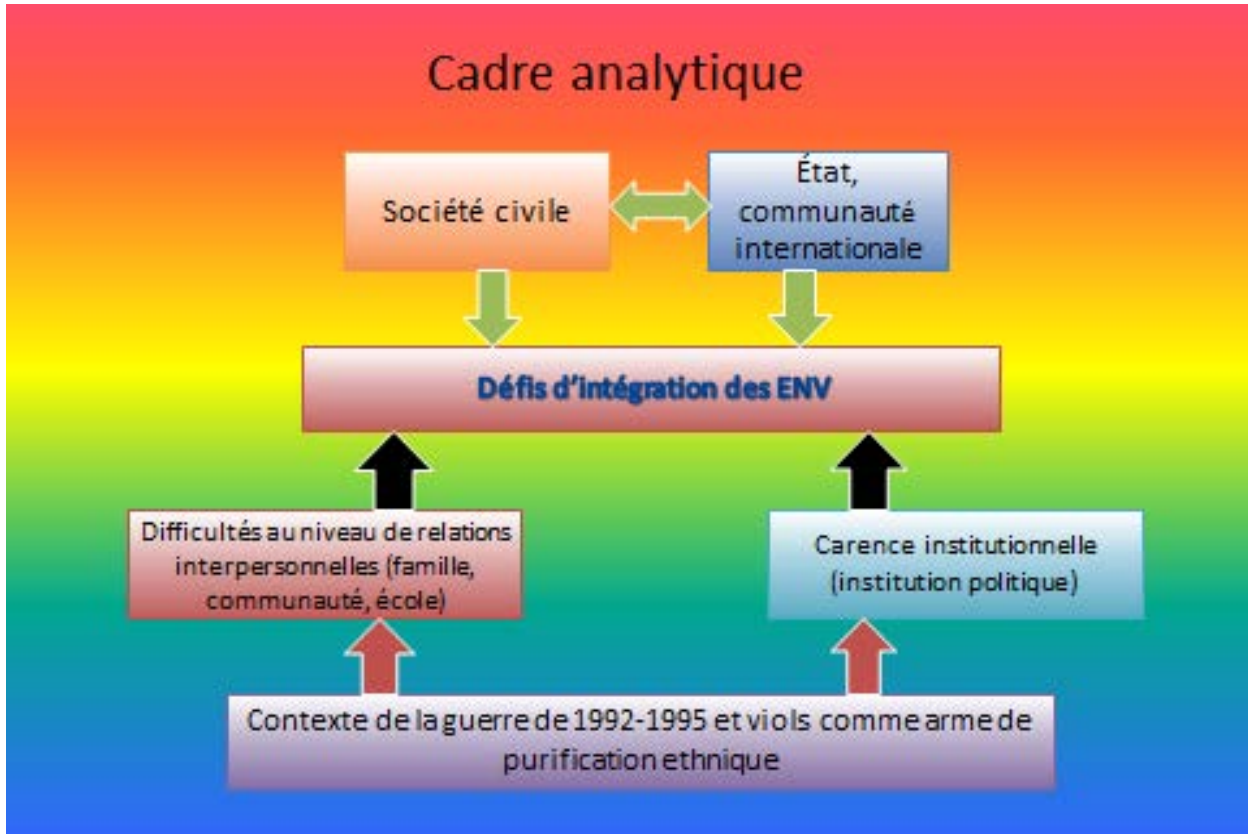 Cadre analytique
Société civile
État,
communauté
internationale
Défis d'intégration des ENV
Difficultés au niveau de relations
interpersonnelles (famille,
communauté, école)
Carence institutionnelle
(institution politique)
Contexte de la guerre de 1992-1995 et viols comme arme de
purification ethnique